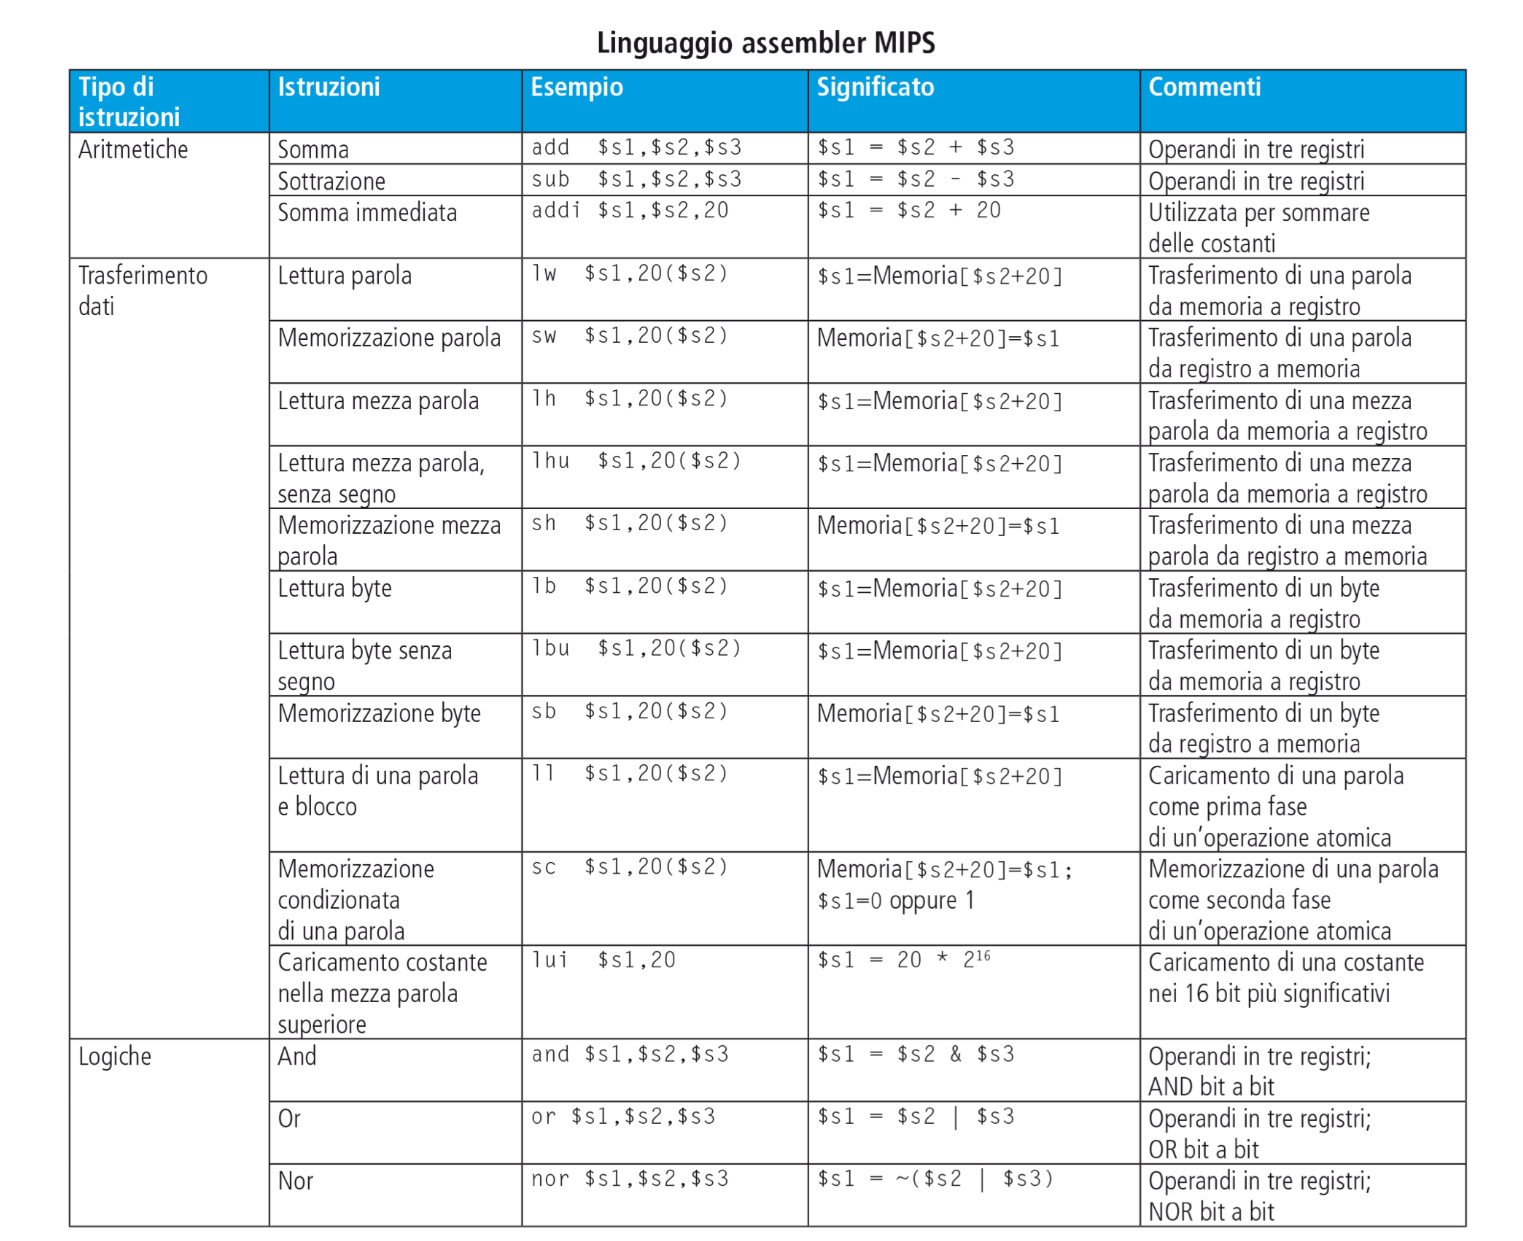 Linguaggio assembler MIPS
Tipo di istruzioni Istruzioni Esempio Significato Commenti
Aritmetiche Somma add $s1,$s2,$s3 $s1 = $s2 + $s3 Operandi in tre registri
Sottrazione sub $s1,$s2,$s3 $s1 = $s2 – $s3 Operandi in tre registri
Somma immediata addi $s1,$s2,20 $s1 = $s2 + 20 Utilizzata per sommare
delle costanti
Trasferimento dati Lettura parola lw $s1,20($s2) $s1=Memoria[$s2+20] Trasferimento di una parola
da memoria a registro
Memorizzazione parola sw $s1,20($s2) Memoria[$s2+20]=$s1 Trasferimento di una parola
da registro a memoria
Lettura mezza parola lh $s1,20($s2) $s1=Memoria[$s2+20] Trasferimento di una mezza
parola da memoria a registro
Lettura mezza parola, lhu $s1,20($s2) $s1=Memoria[$s2+20] Trasferimento di una mezza
senza segno parola da memoria a registro
Memorizzazione mezza sh $s1,20($s2) Memoria[$s2+20]=$s1 Trasferimento di una mezza
parola parola da registro a memoria
Lettura byte lb $s1,20($s2) $s1=Memoria[$s2+20] Trasferimento di un byte
da memoria a registro
Lettura byte senza lbu $s1,20($s2) $s1=Memoria[$s2+20] Trasferimento di un byte
segno da memoria a registro
Memorizzazione byte sb $s1,20($s2) Memoria[$s2+20]=$s1 Trasferimento di un byte
da registro a memoria
Lettura di una parola ll $s1,20($s2) $s1=Memoria[$s2+20] Caricamento di una parola
e blocco come prima fase
di un’operazione atomica
Memorizzazione sc $s1,20($s2) Memoria[$s2+20]=$s1; Memorizzazione di una parola
condizionata $s1=0 oppure 1 come seconda fase
di una parola di un’operazione atomica
Caricamento costante lui $s1,20 $s1 = 20 * 2¹⁶ Caricamento di una costante
nella mezza parola nei 16 bit più significativi
superiore
Logiche And and $s1,$s2,$s3 $s1 = $s2 & $s3 Operandi in tre registri;
AND bit a bit
Or or $s1,$s2,$s3 $s1 = $s2 | $s3 Operandi in tre registri;
OR bit a bit
Nor nor $s1,$s2,$s3 $s1 = ~($s2 | $s3) Operandi in tre registri;
NOR bit a bit